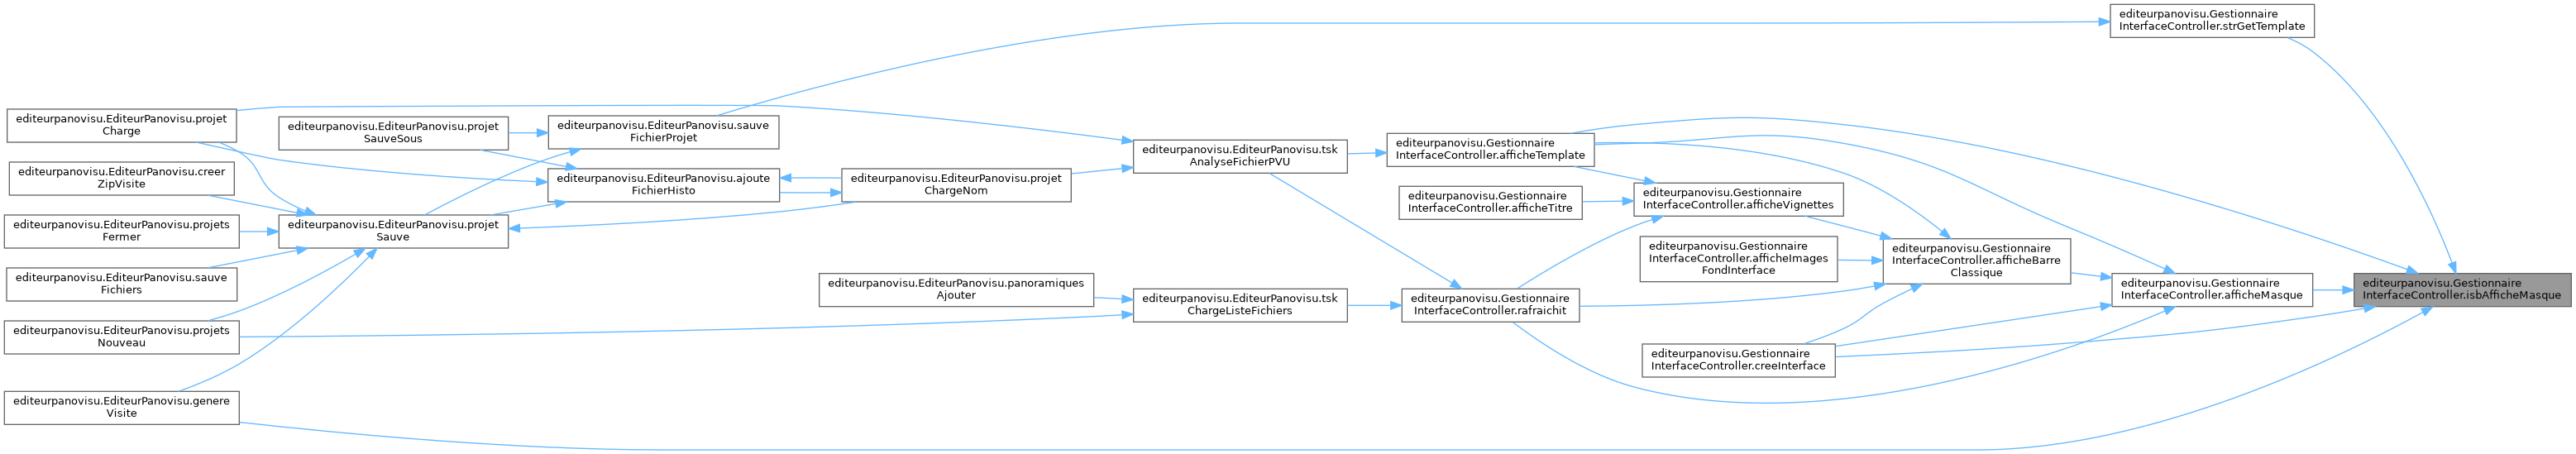 editeurpanovisu.Gestionnaire
InterfaceController.strGetTemplate
editeurpanovisu.EditeurPanovisu.projet
Charge
editeurpanovisu.EditeurPanovisu.projet
SauveSous
editeurpanovisu.EditeurPanovisu.sauve
FichierProjet
editeurpanovisu.EditeurPanovisu.tsk
AnalyseFichierPVU
editeurpanovisu.Gestionnaire
InterfaceController.afficheTemplate
editeurpanovisu.EditeurPanovisu.creer
ZipVisite
editeurpanovisu.EditeurPanovisu.ajoute
FichierHisto
editeurpanovisu.EditeurPanovisu.projet
ChargeNom
editeurpanovisu.Gestionnaire
InterfaceController.afficheTitre
editeurpanovisu.Gestionnaire
InterfaceController.afficheVignettes
editeurpanovisu.EditeurPanovisu.projets
Fermer
editeurpanovisu.EditeurPanovisu.projet
Sauve
editeurpanovisu.Gestionnaire
InterfaceController.afficheImages
FondInterface
editeurpanovisu.Gestionnaire
InterfaceController.afficheBarre
Classique
editeurpanovisu.EditeurPanovisu.sauve
Fichiers
editeurpanovisu.EditeurPanovisu.panoramiques
Ajouter
editeurpanovisu.EditeurPanovisu.tsk
ChargeListeFichiers
editeurpanovisu.Gestionnaire
InterfaceController.rafraichit
editeurpanovisu.Gestionnaire
InterfaceController.afficheMasque
editeurpanovisu.Gestionnaire
InterfaceController.isbAfficheMasque
editeurpanovisu.EditeurPanovisu.projets
Nouveau
editeurpanovisu.Gestionnaire
InterfaceController.creeInterface
editeurpanovisu.EditeurPanovisu.genere
Visite